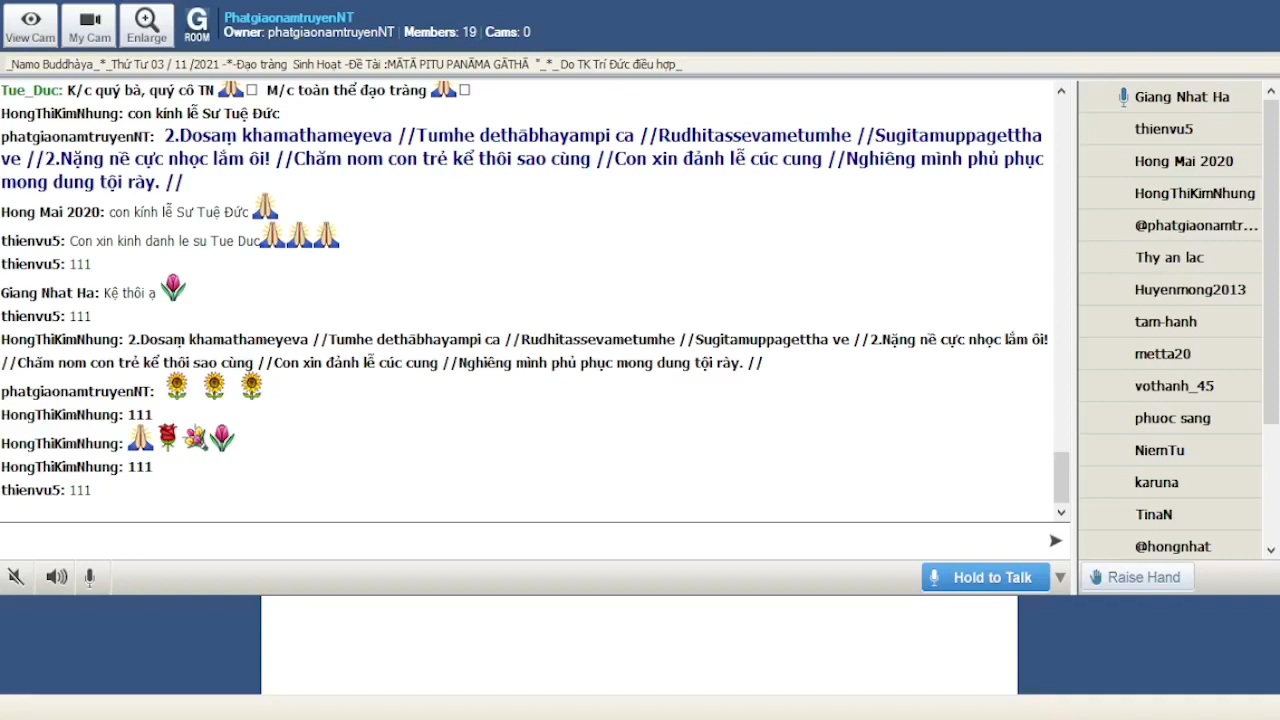 View Cam
My Cam
Enlarge
G
ROOM
PhatgiaonamtruyenNT
Owner: phatgiaonamtruyenNT | Members: 19 | Cams: 0
_Namo Buddhàya_*_Thứ Tư 03 / 11 /2021 -*-Đạo tràng Sinh Hoạt -Đề Tài :MĀTĀ PITU PANĀMA GĀTHĀ "_*_ Do TK Trí Đức điều hợp_
Tue_Duc: K/c quý bà, quý cô TN 🙏□ M/c toàn thể đạo tràng 🙏□
HongThiKimNhung: con kính lễ Sư Tuệ Đức
phatgiaonamtruyenNT: 2.Dosaṃ khamathameyeva //Tumhe dethābhayampi ca //Rudhitassevametumhe //Sugitamuppagettha
ve //2.Nặng nề cực nhọc lắm ôi! //Chăm nom con trẻ kể thôi sao cùng //Con xin đảnh lễ cúc cung //Nghiêng mình phủ phục
mong dung tội rày. //
Hong Mai 2020: con kính lễ Sư Tuệ Đức 🙏
thienvu5: Con xin kinh danh le su Tue Duc🙏🙏🙏
thienvu5: 111
Giang Nhat Ha: Kệ thôi ạ 🌷
thienvu5: 111
HongThiKimNhung: 2.Dosaṃ khamathameyeva //Tumhe dethābhayampi ca //Rudhitassevametumhe //Sugitamuppagettha ve //2.Nặng nề cực nhọc lắm ôi!
//Chăm nom con trẻ kể thôi sao cùng //Con xin đảnh lễ cúc cung //Nghiêng mình phủ phục mong dung tội rày. //
phatgiaonamtruyenNT: 🌻 🌻 🌻
HongThiKimNhung: 111
HongThiKimNhung: 🙏🌹💐🌷
HongThiKimNhung: 111
thienvu5: 111
Hold to Talk
Giang Nhat Ha
thienvu5
Hong Mai 2020
HongThiKimNhung
@phatgiaonamtr...
Thy an lac
Huyenmong2013
tam-hanh
metta20
vothanh_45
phuoc sang
NiemTu
karuna
TinaN
@hongnhat
Raise Hand